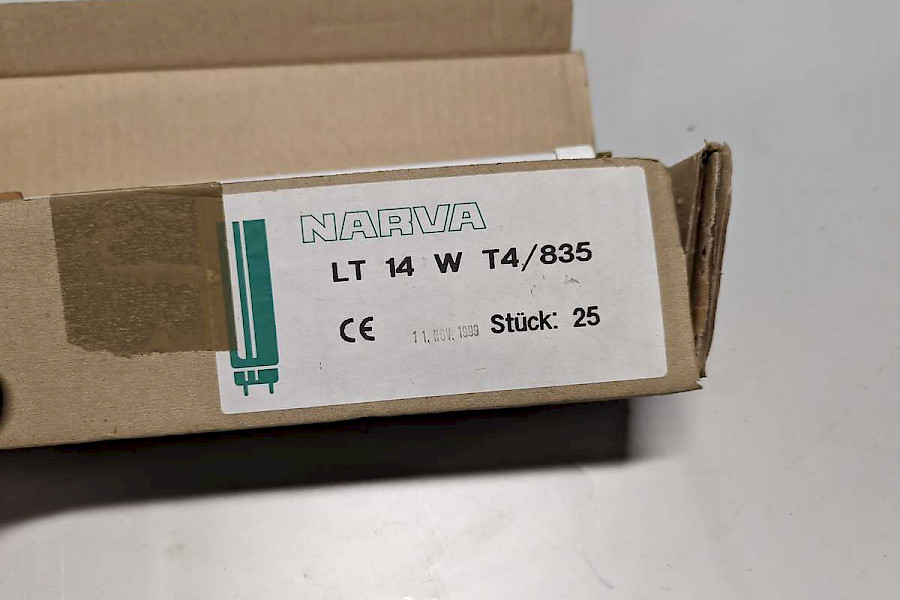 NARVA
LT 14 W T4/835
CE 11. NOV. 1999 Stück: 25